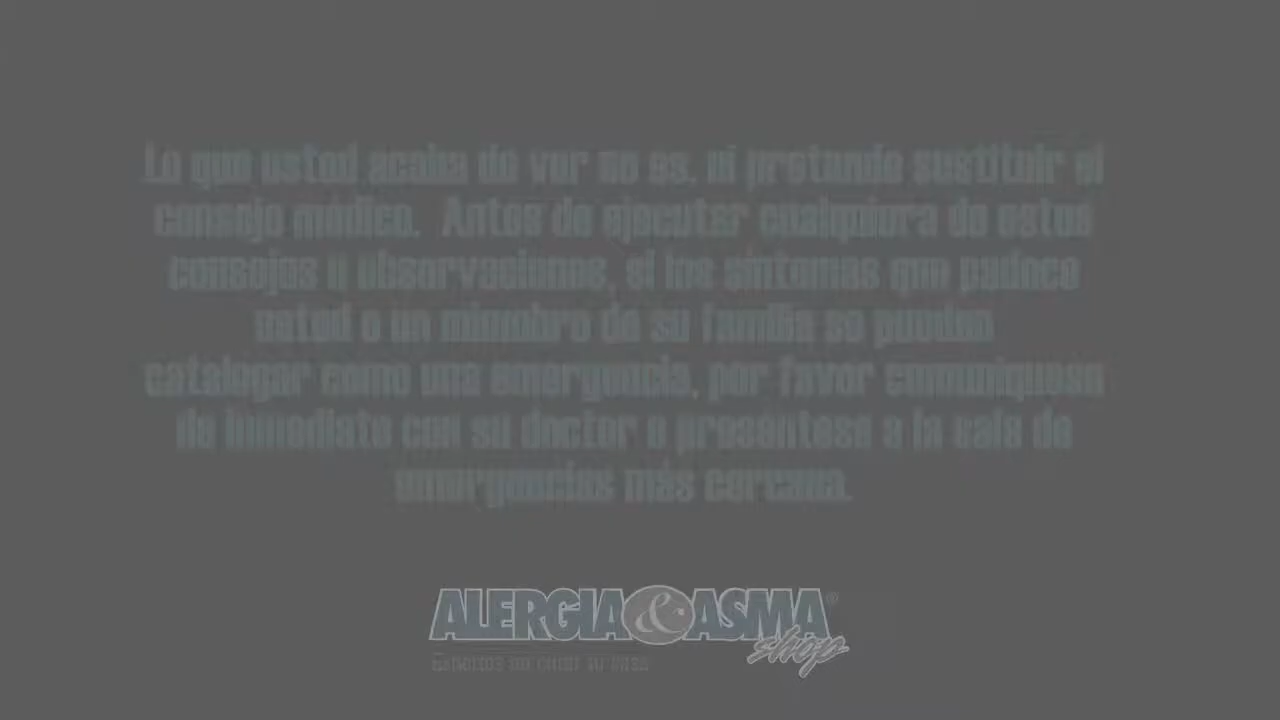 Lo que usted acaba de ver no es, ni pretende sustituir el
consejo médico. Antes de ejecutar cualquiera de estos
consejos u observaciones, si los síntomas que padece
usted o un miembro de su familia se pueden
catalogar como una emergencia, por favor comuníquese
de inmediato con su doctor o preséntese a la sala de
emergencias más cercana.
ALERGIA & ASMA ®
shop